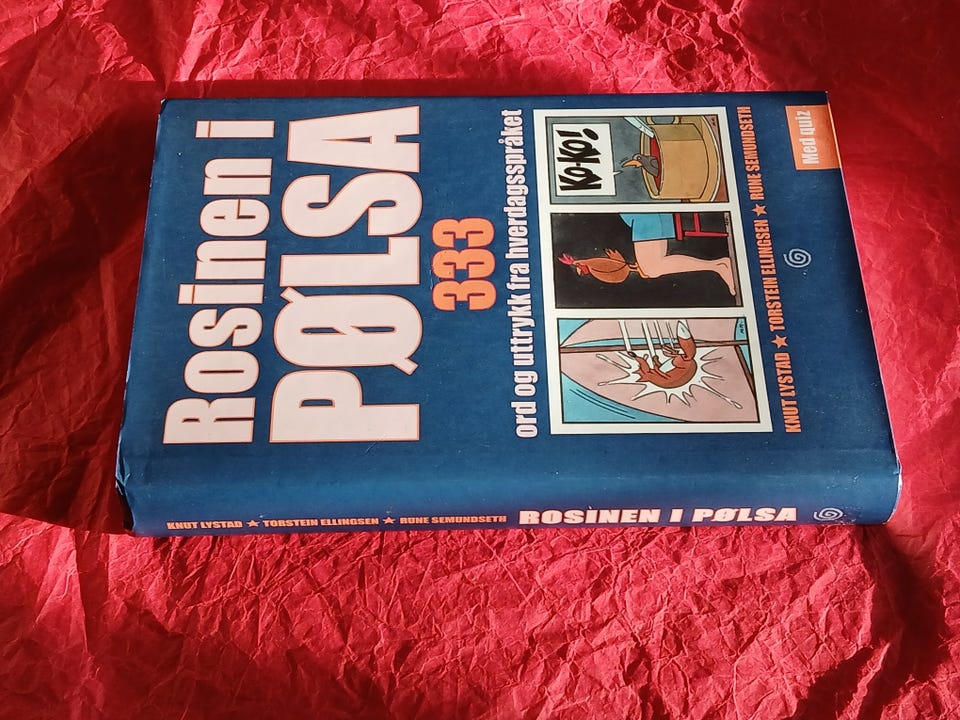 Rosinen i
PØLSA
333
ord og uttrykk fra hverdagsspråket
KO-KO!
KNUT LYSTAD ★ TORSTEIN ELLINGSEN ★ RUNE SEMUNDSETH
Med quiz
KNUT LYSTAD ★ TORSTEIN ELLINGSEN ★ RUNE SEMUNDSETH ROSINEN I PØLSA